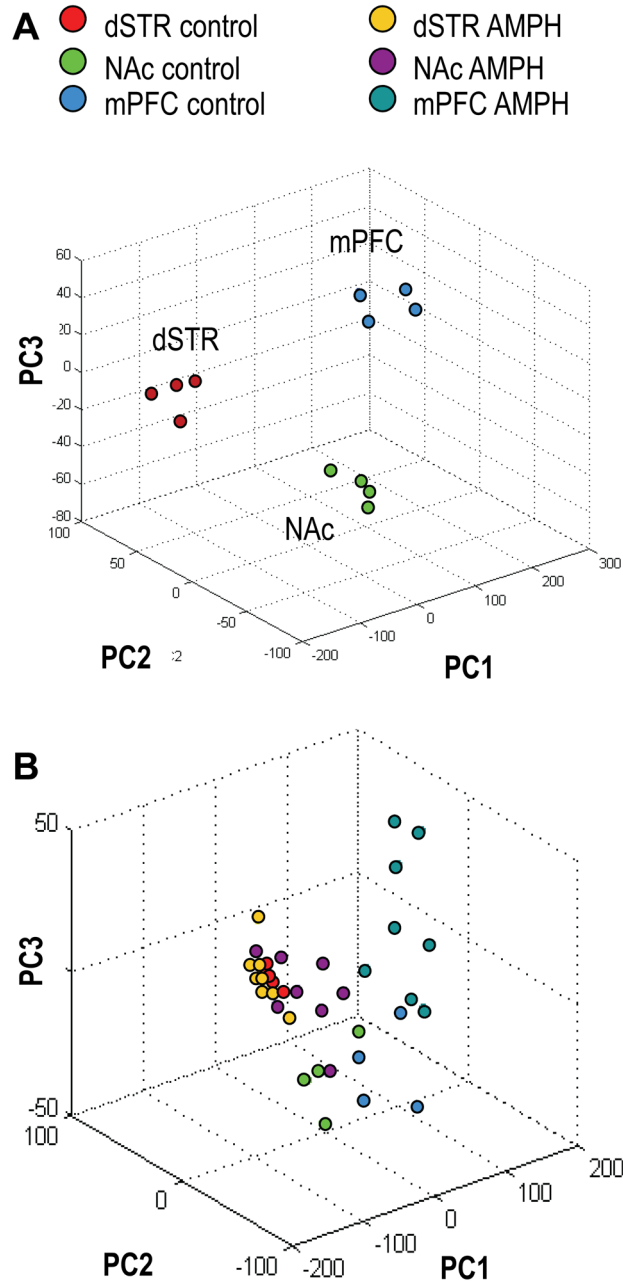 A
dSTR control
dSTR AMPH
NAc control
NAc AMPH
mPFC control
mPFC AMPH
mPFC
dSTR
NAc
PC3
60
40
20
0
-20
-40
-60
-80
100
50
0
-50
-100
PC2
:2
-200
-100
0
100
200
300
PC1
B
PC3
50
-50
100
0
-100
PC2
-200
-100
0
100
200
PC1